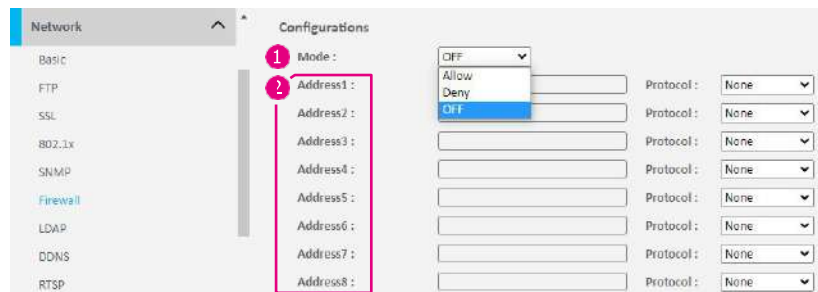 Network
Basic
FTP
SSL
802.1x
SNMP
Firewall
LDAP
DDNS
RTSP
Configurations
1 Mode : OFF
Allow
Deny
OFF
2 Address1 : Protocol : None
Address2 : Protocol : None
Address3 : Protocol : None
Address4 : Protocol : None
Address5 : Protocol : None
Address6 : Protocol : None
Address7 : Protocol : None
Address8 : Protocol : None